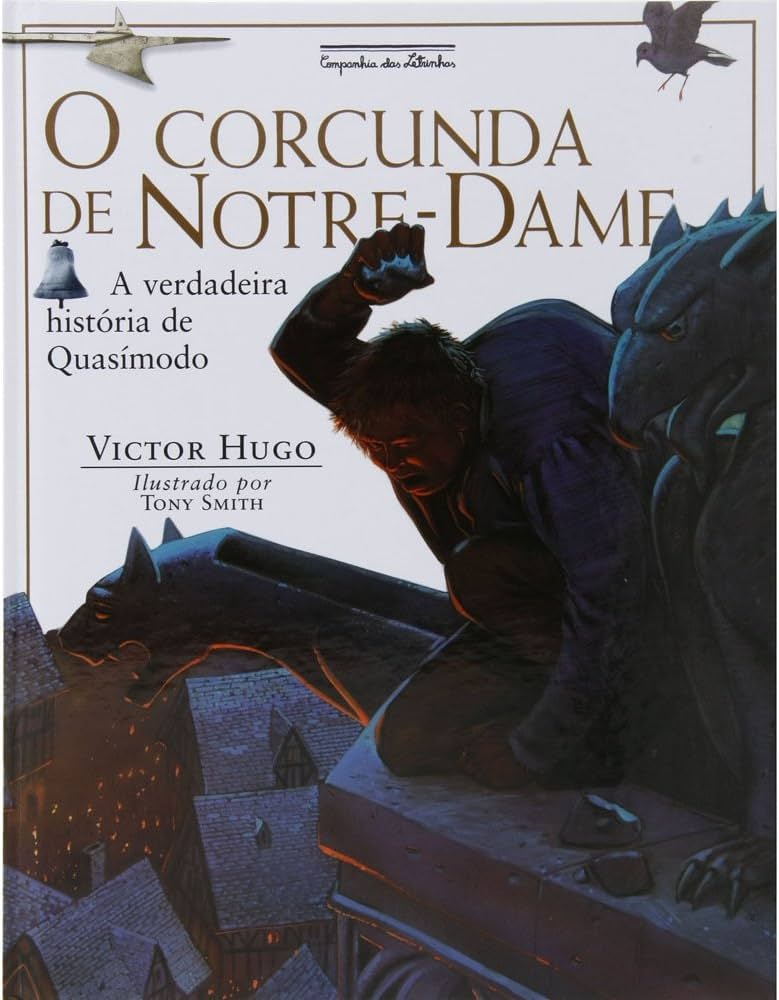 Companhia das Letrinhas
O CORCUNDA
DE NOTRE-DAME
A verdadeira
história de
Quasímodo
VICTOR HUGO
Ilustrado por
TONY SMITH